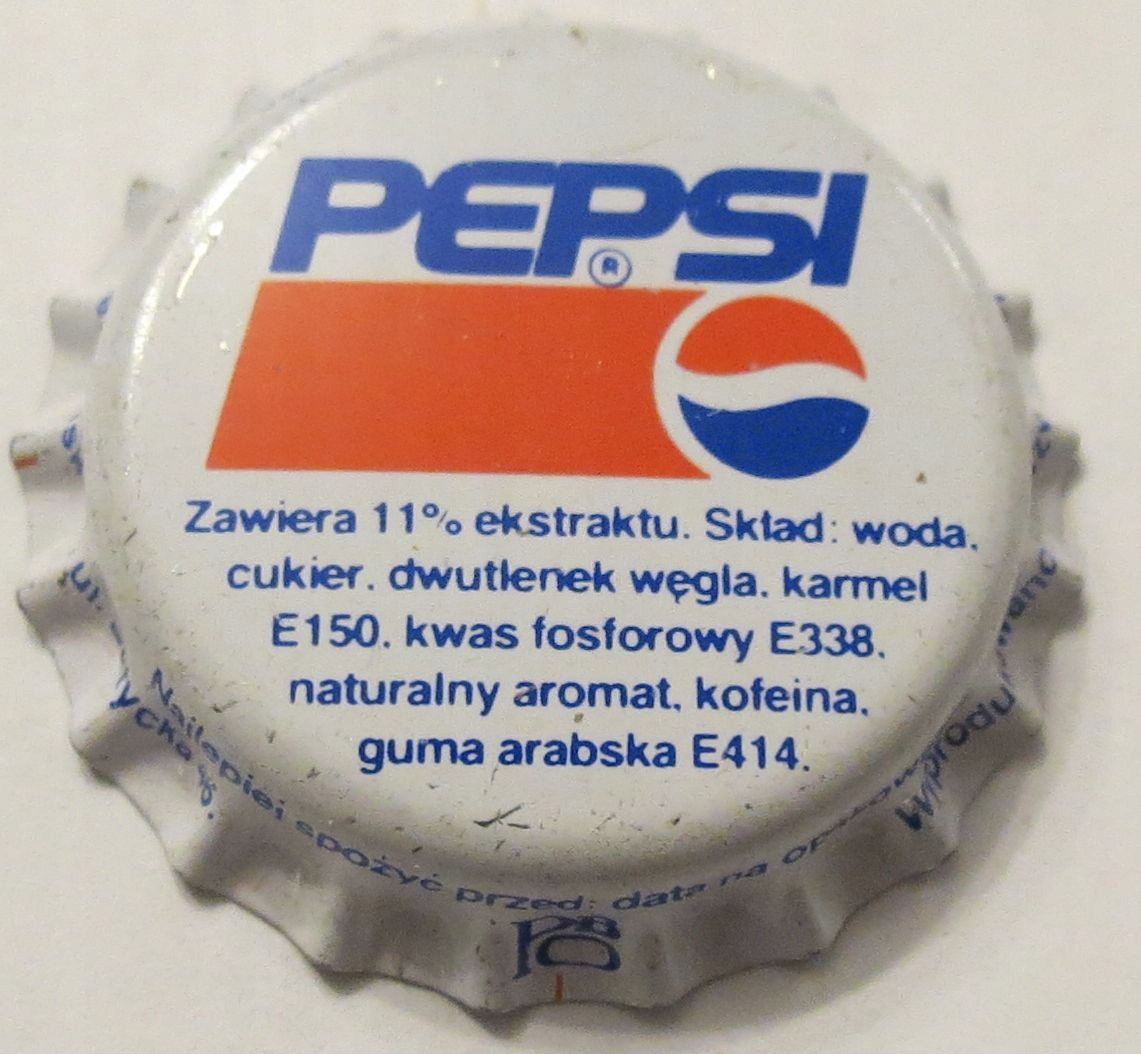 PEPSI
®
Zawiera 11% ekstraktu. Skład: woda,
cukier, dwutlenek węgla, karmel
E150, kwas fosforowy E338,
naturalny aromat, kofeina,
guma arabska E414.
Najlepiej spożyć przed: data na